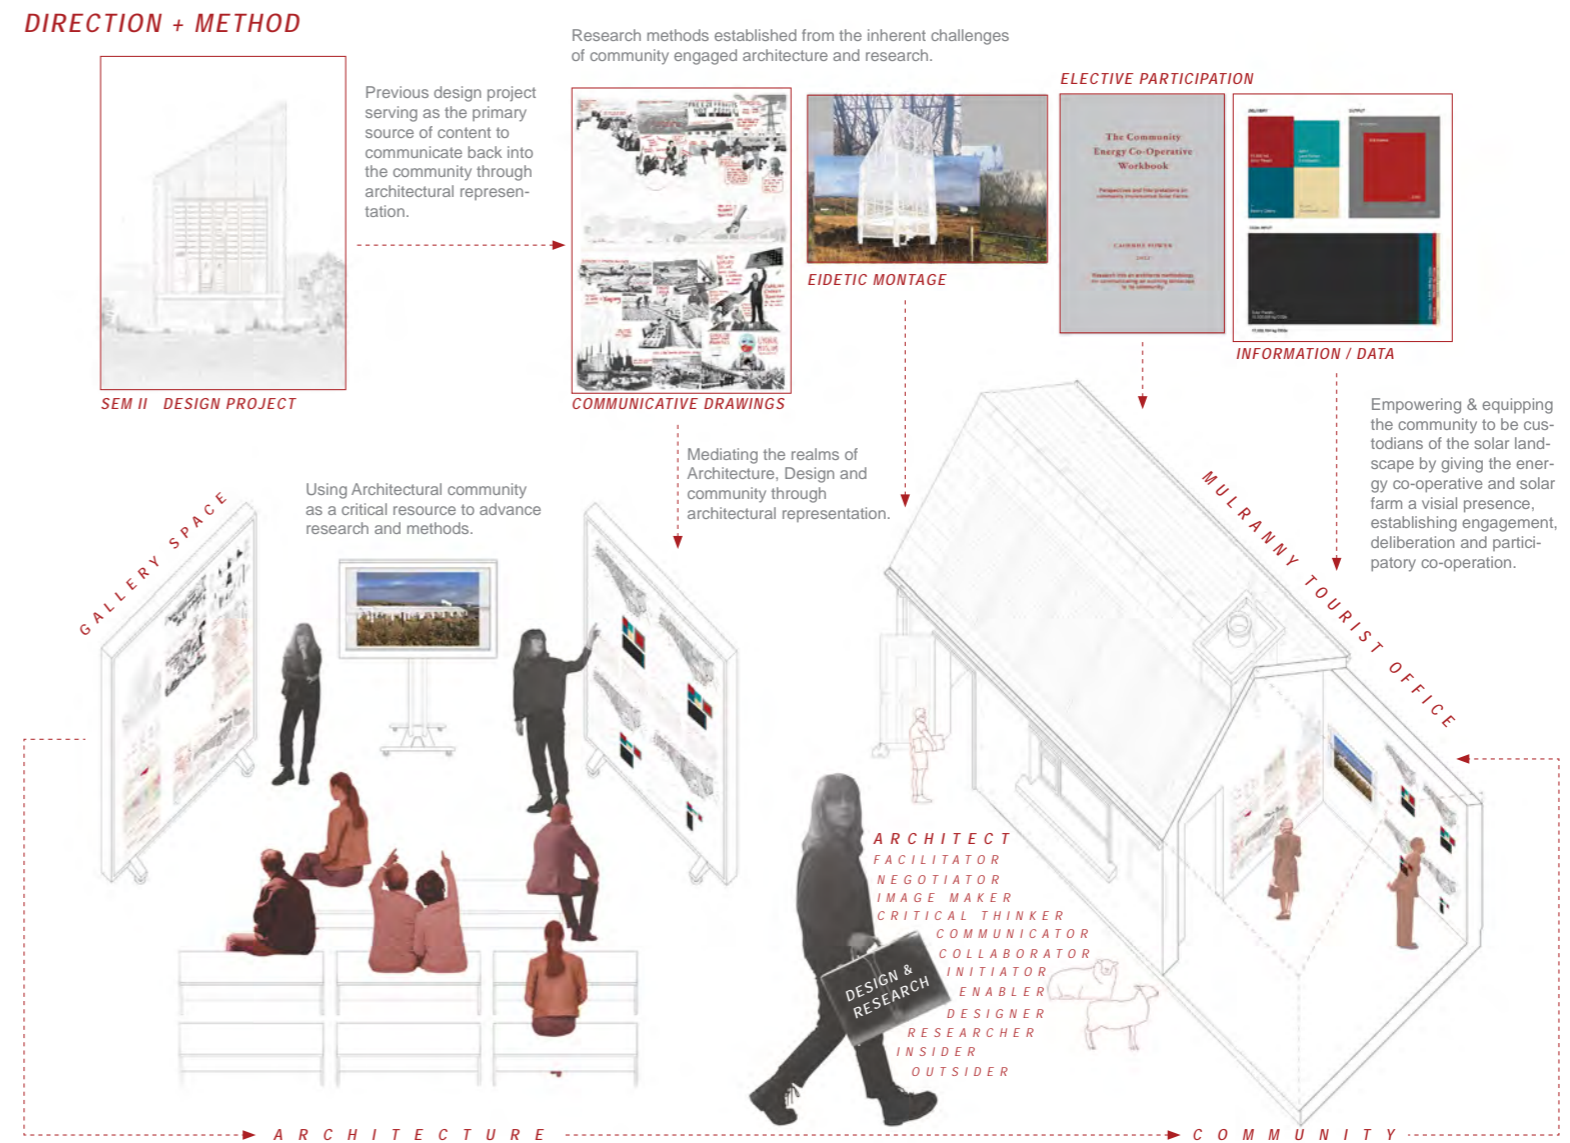 DIRECTION + METHOD
Previous design project
serving as the primary
source of content to
communicate back into
the community through
architectural represen-
tation.
SEM II DESIGN PROJECT
Research methods established from the inherent challenges
of community engaged architecture and research.
COMMUNICATIVE DRAWINGS
EIDETIC MONTAGE
ELECTIVE PARTICIPATION
The Community
Energy Co-Operative
Workbook
INFORMATION / DATA
Mediating the realms of
Architecture, Design and
community through
architectural representation.
Empowering & equipping
the community to be cus-
todians of the solar land-
scape by giving the ener-
gy co-operative and solar
farm a visial presence,
establishing engagement,
deliberation and partici-
patory co-operation.
GALLERY SPACE
Using Architectural community
as a critical resource to advance
research and methods.
MULRANNY TOURIST OFFICE
ARCHITECT
FACILITATOR
NEGOTIATOR
IMAGE MAKER
CRITICAL THINKER
COMMUNICATOR
COLLABORATOR
INITIATOR
ENABLER
DESIGNER
RESEARCHER
INSIDER
OUTSIDER
DESIGN &
RESEARCH
ARCHITECTURE
COMMUNITY